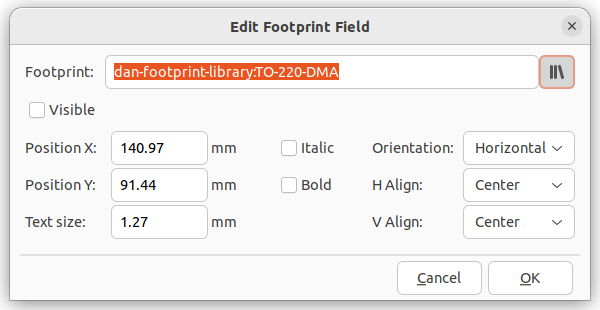 Edit Footprint Field
Footprint: dan-footprint-library:TO-220-DMA
Visible
Position X: 140.97 mm Italic Orientation: Horizontal
Position Y: 91.44 mm Bold H Align: Center
Text size: 1.27 mm V Align: Center
Cancel OK